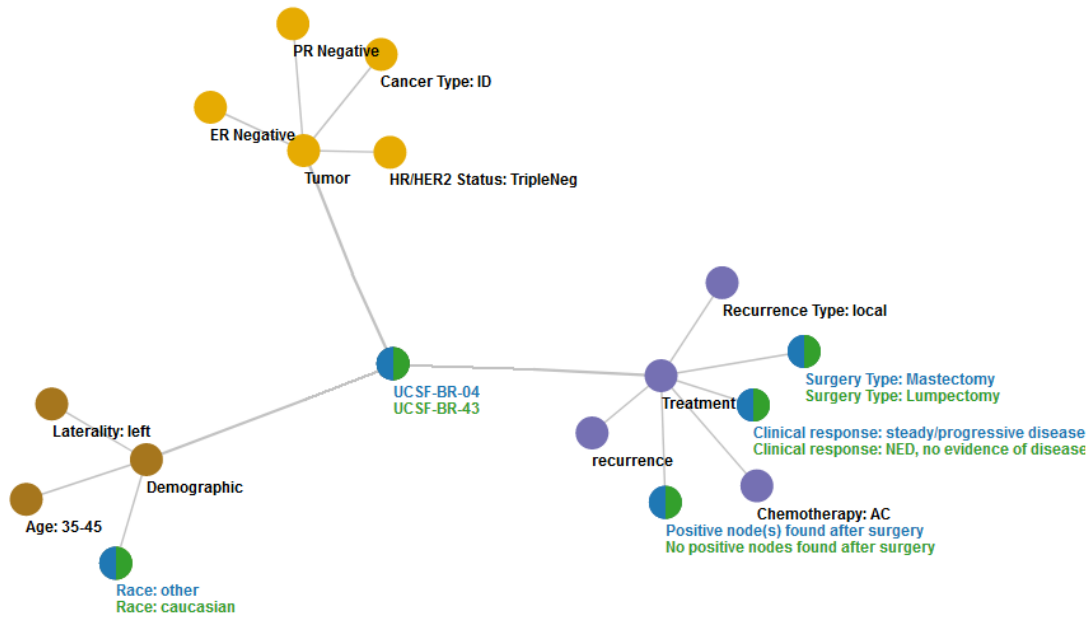 PR Negative
Cancer Type: ID
ER Negative
Tumor
HR/HER2 Status: TripleNeg
Recurrence Type: local
Surgery Type: Mastectomy
Surgery Type: Lumpectomy
UCSF-BR-04
UCSF-BR-43
Treatment
Clinical response: steady/progressive disease
Clinical response: NED, no evidence of disease
Laterality: left
recurrence
Demographic
Chemotherapy: AC
Age: 35-45
Positive node(s) found after surgery
No positive nodes found after surgery
Race: other
Race: caucasian